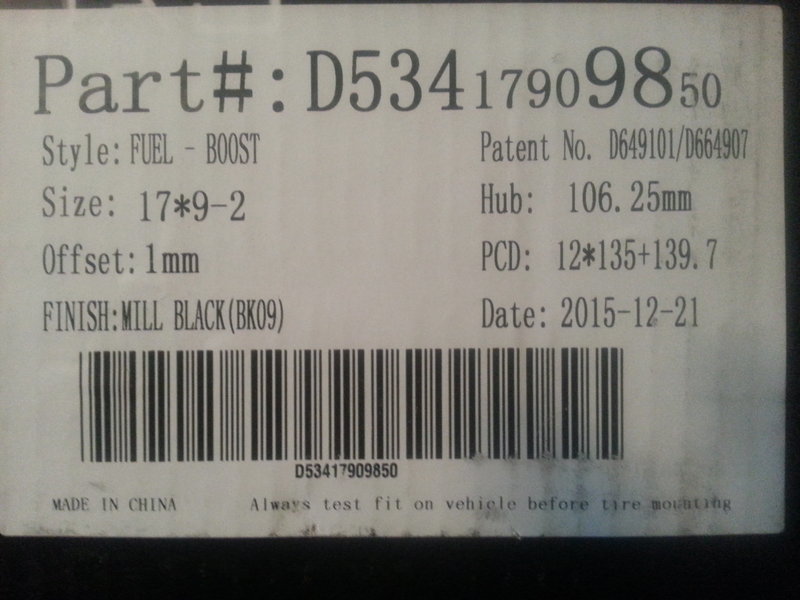 Part#: D53417909850
Style: FUEL - BOOST
Patent No. D649101/D664907
Size: 17*9-2
Hub: 106.25mm
Offset: 1mm
PCD: 12*135+139.7
FINISH:MILL BLACK(BK09)
Date: 2015-12-21
D53417909850
MADE IN CHINA
Always test fit on vehicle before tire mounting